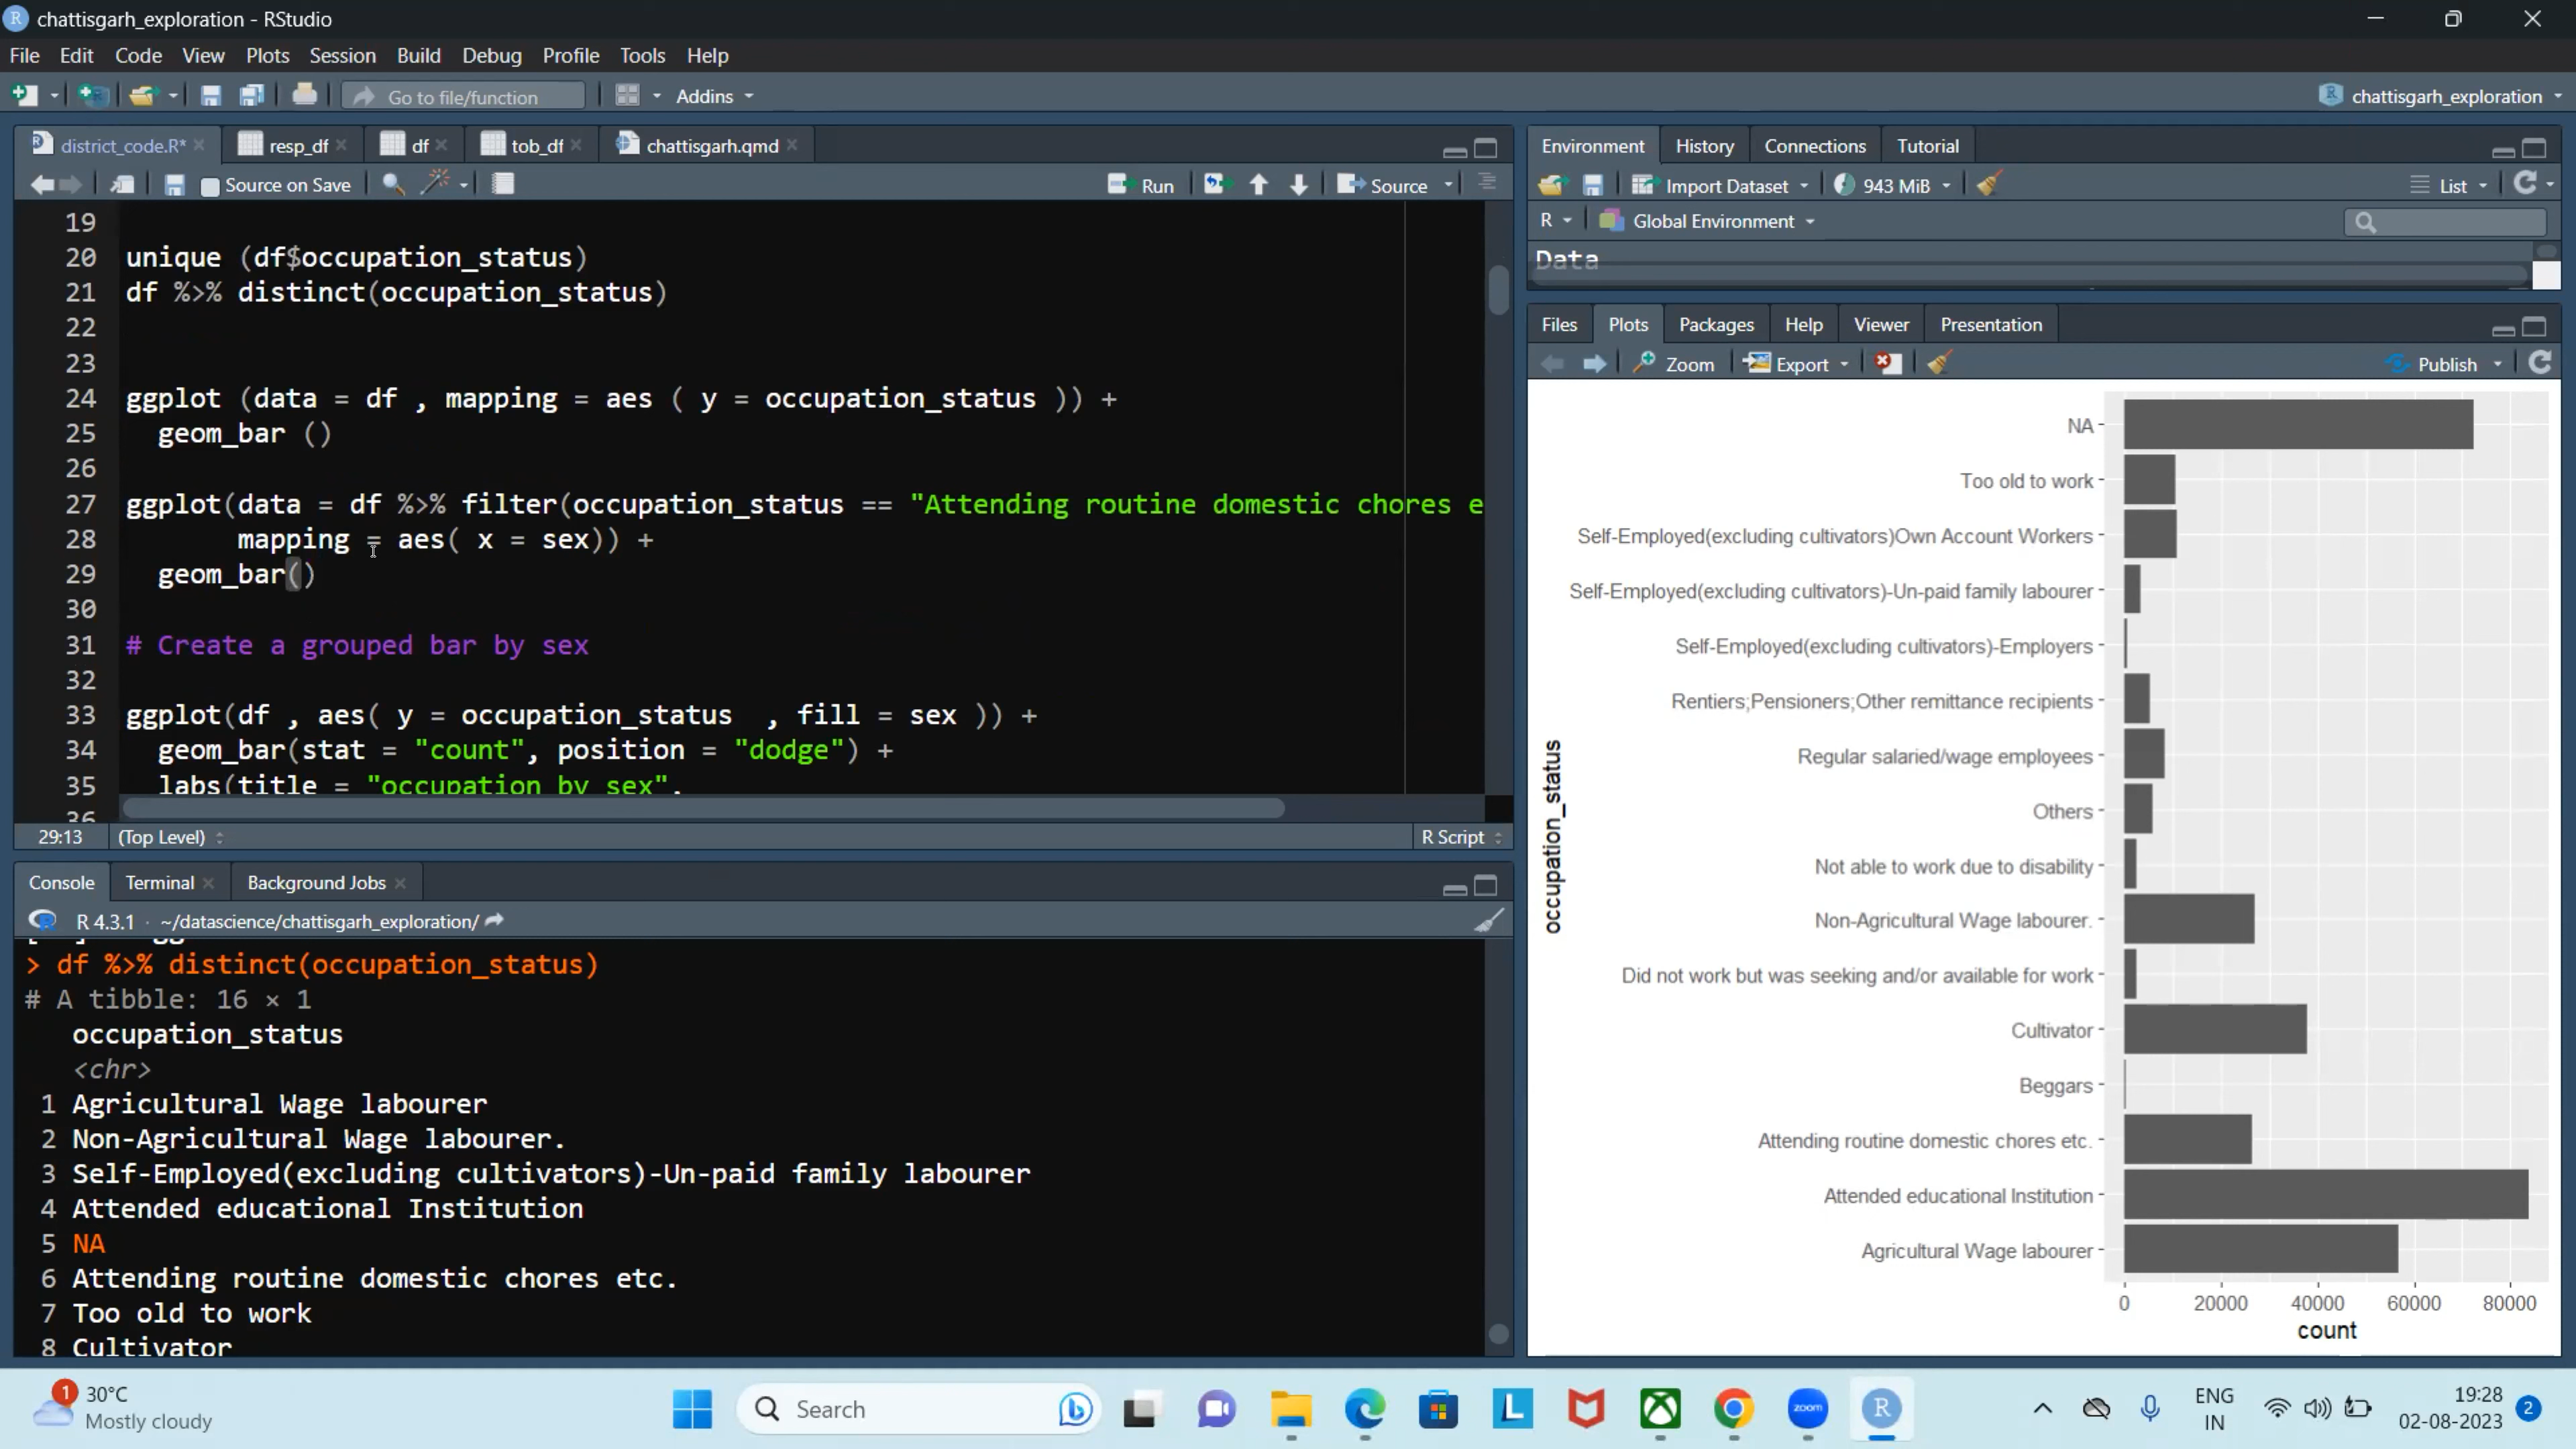 chattisgarh_exploration - RStudio
File Edit Code View Plots Session Build Debug Profile Tools Help
Go to file/function Addins chattisgarh_exploration
district_code.R* resp_df df tob_df chattisgarh.qmd
Source on Save Run Source
19
20 unique (df$occupation_status)
21 df %>% distinct(occupation_status)
22
23
24 ggplot (data = df , mapping = aes ( y = occupation_status )) +
25 geom_bar ()
26
27 ggplot(data = df %>% filter(occupation_status == "Attending routine domestic chores e
28 mapping = aes( x = sex)) +
29 geom_bar()
30
31 # Create a grouped bar by sex
32
33 ggplot(df , aes( y = occupation_status , fill = sex )) +
34 geom_bar(stat = "count", position = "dodge") +
35 labs(title = "occupation by sex",
36
29:13 (Top Level) R Script
Console Terminal Background Jobs
R 4.3.1 · ~/datascience/chattisgarh_exploration/
> df %>% distinct(occupation_status)
# A tibble: 16 × 1
occupation_status
<chr>
1 Agricultural Wage labourer
2 Non-Agricultural Wage labourer.
3 Self-Employed(excluding cultivators)-Un-paid family labourer
4 Attended educational Institution
5 NA
6 Attending routine domestic chores etc.
7 Too old to work
8 Cultivator
Environment History Connections Tutorial
Import Dataset 943 MiB List
R Global Environment
Data
Files Plots Packages Help Viewer Presentation
Zoom Export Publish
occupation_status
NA
Too old to work
Self-Employed(excluding cultivators)Own Account Workers
Self-Employed(excluding cultivators)-Un-paid family labourer
Self-Employed(excluding cultivators)-Employers
Rentiers;Pensioners;Other remittance recipients
Regular salaried/wage employees
Others
Not able to work due to disability
Non-Agricultural Wage labourer.
Did not work but was seeking and/or available for work
Cultivator
Beggars
Attending routine domestic chores etc.
Attended educational Institution
Agricultural Wage labourer
0 20000 40000 60000 80000
count
1 30°C
Mostly cloudy
Search
L
zoom
R
ENG
IN
19:28
02-08-2023
2